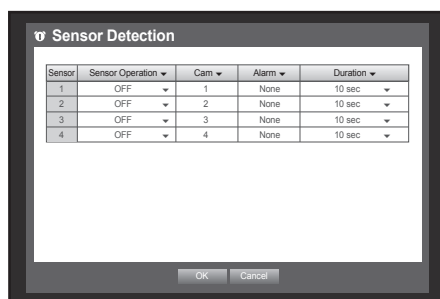 Sensor Detection
Sensor Sensor Operation Cam Alarm Duration
1 OFF 1 None 10 sec
2 OFF 2 None 10 sec
3 OFF 3 None 10 sec
4 OFF 4 None 10 sec
OK Cancel